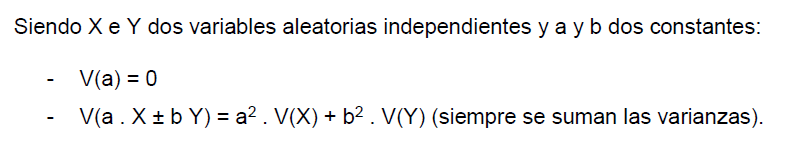 Siendo X e Y dos variables aleatorias independientes y a y b dos constantes:
- V(a) = 0
- V(a . X ± b Y) = a² . V(X) + b² . V(Y) (siempre se suman las varianzas).